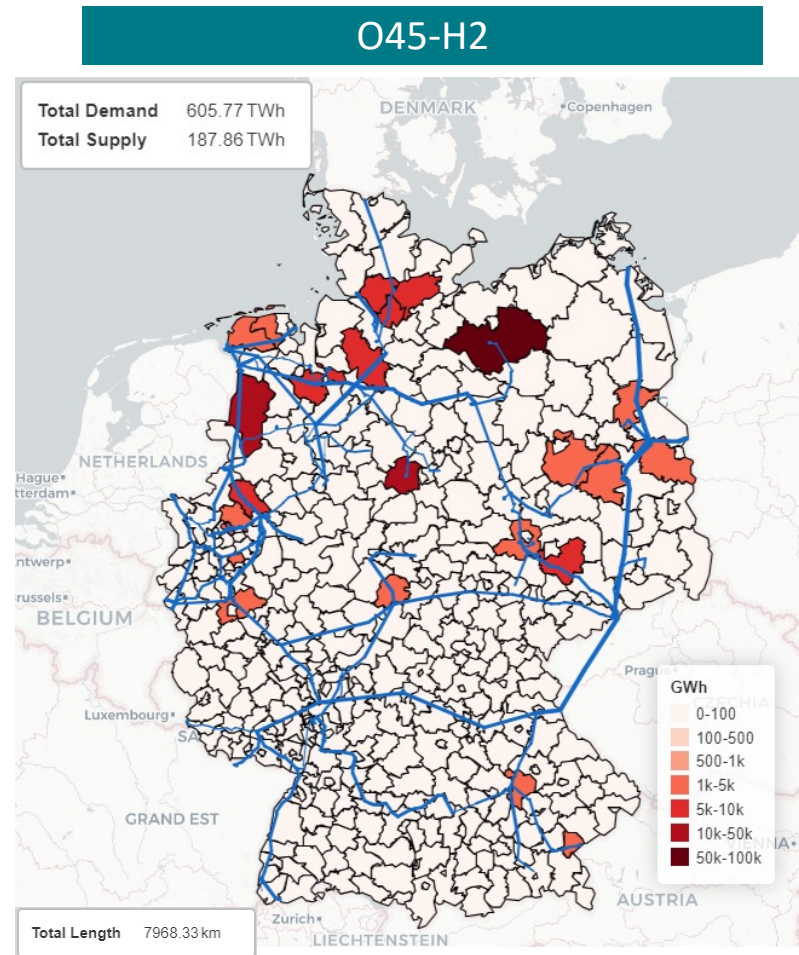 O45-H2
Total Demand 605.77 TWh
Total Supply 187.86 TWh
DENMARK
Copenhagen
NETHERLANDS
Hague
tterdam
ntwerp
russels
BELGIUM
Prague
Luxembourg
CZECHIA
SA
GRAND EST
VIENNA
AUSTRIA
Zurich
LIECHTENSTEIN
GWh
0-100
100-500
500-1k
1k-5k
5k-10k
10k-50k
50k-100k
Total Length 7968.33 km